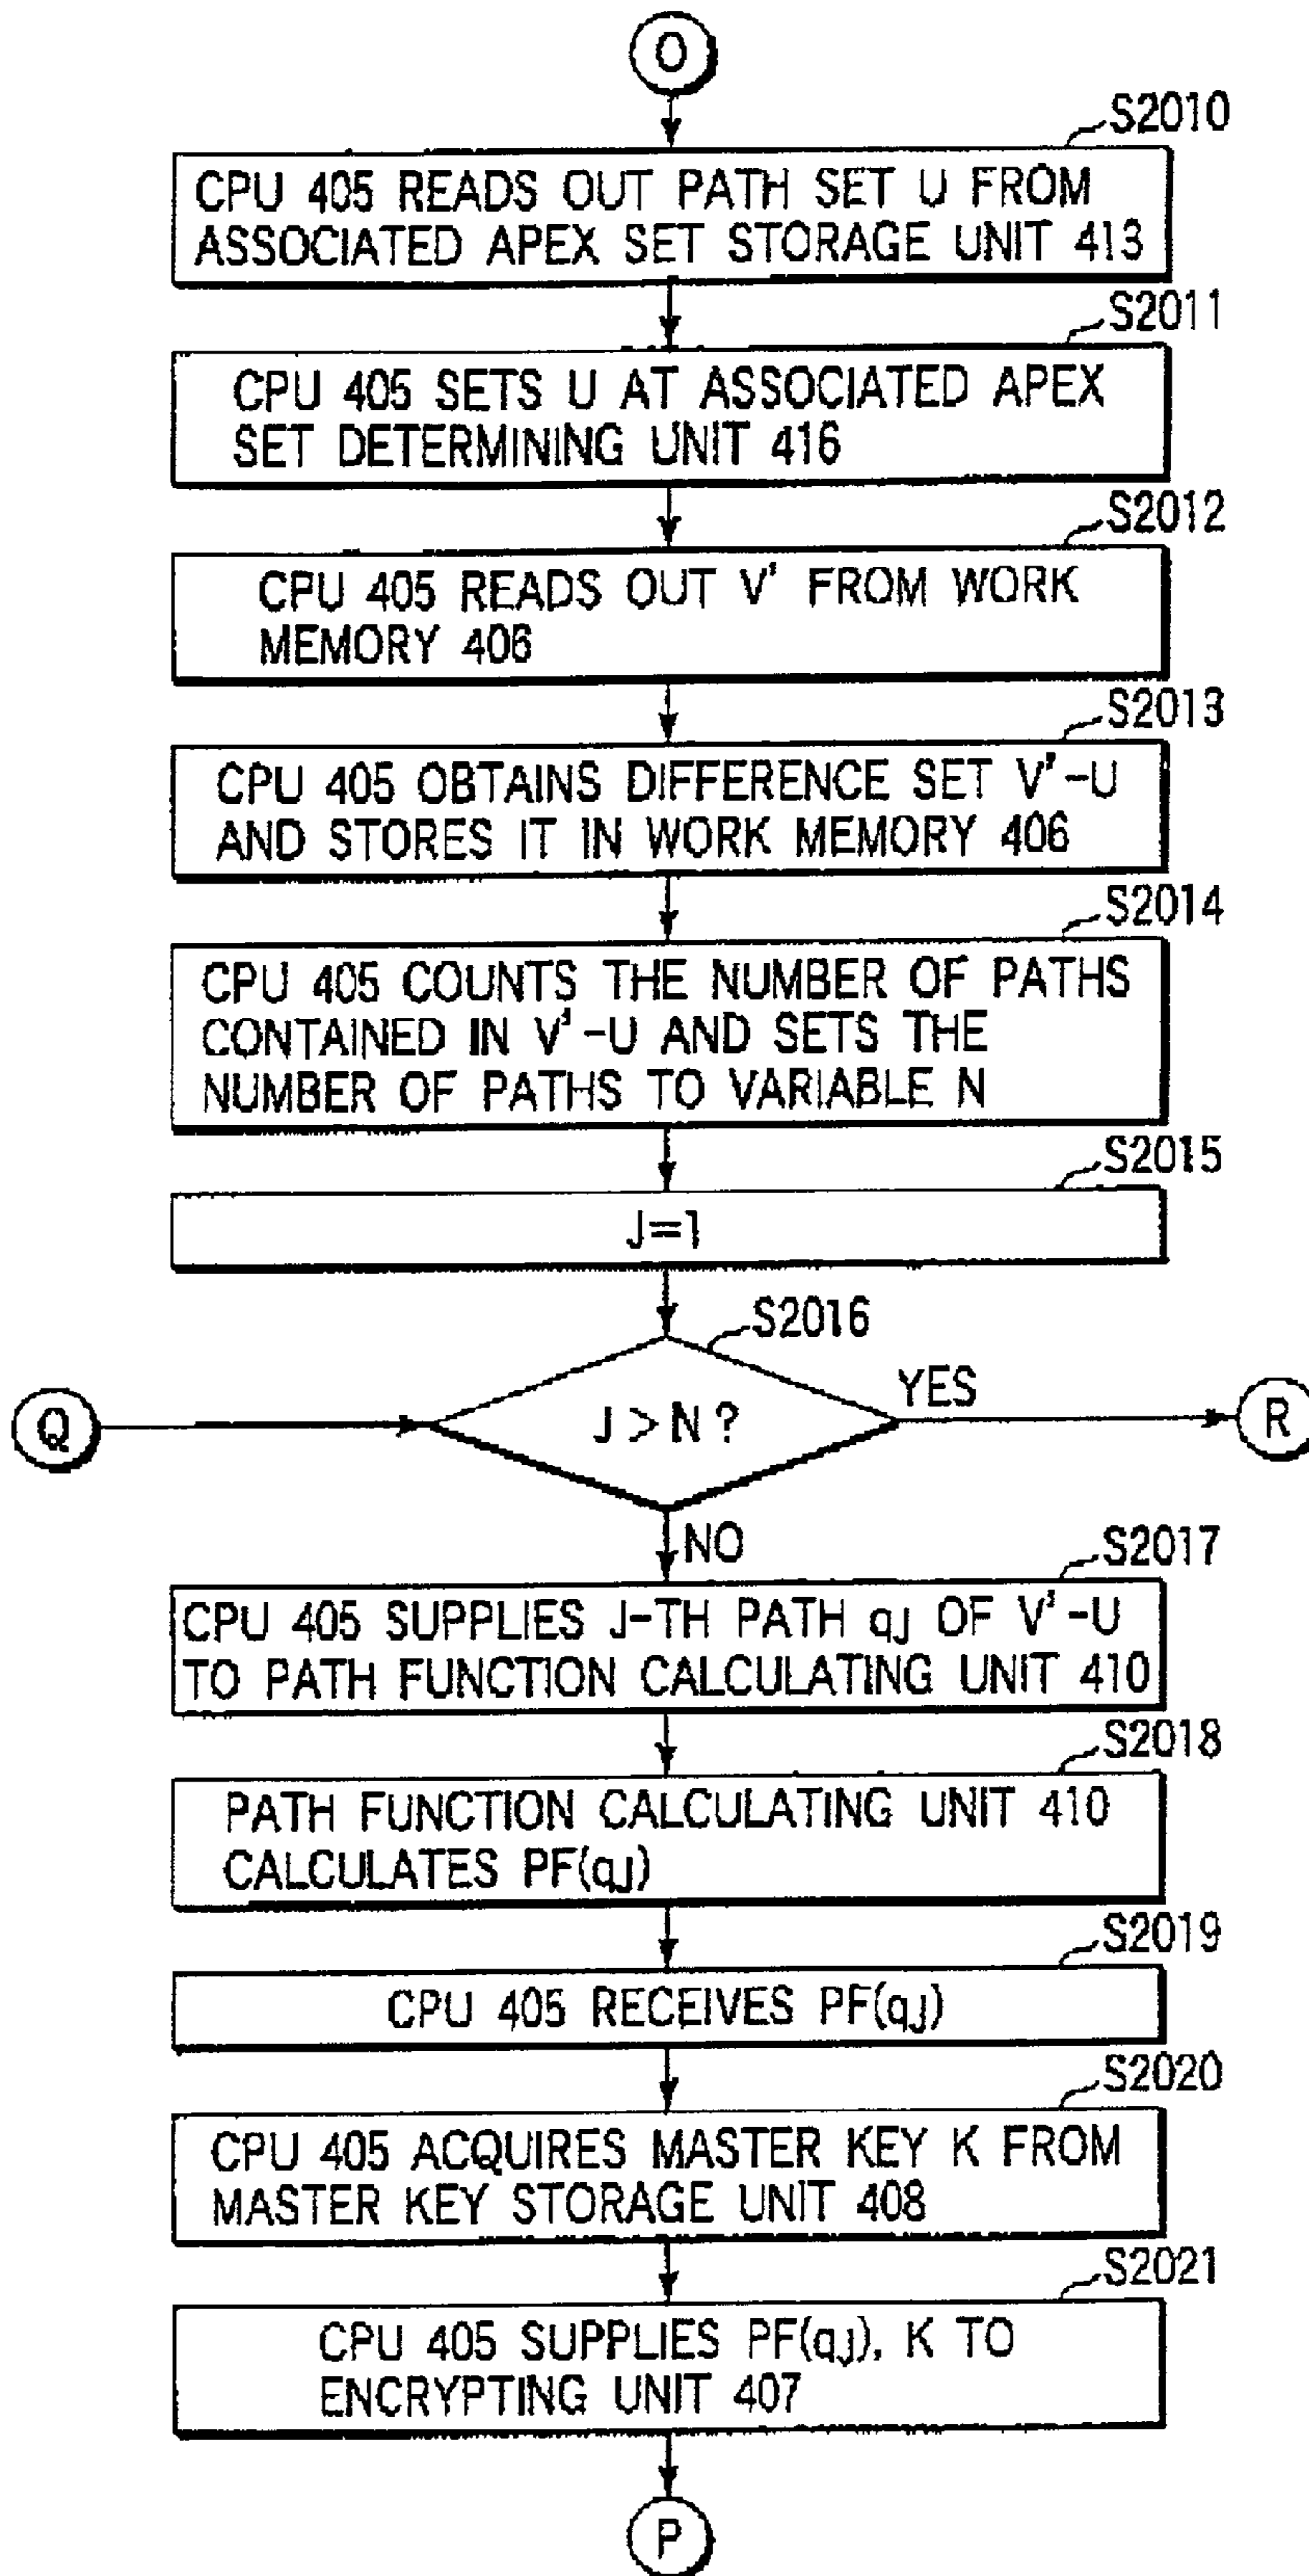 O
S2010
CPU 405 READS OUT PATH SET U FROM
ASSOCIATED APEX SET STORAGE UNIT 413
S2011
CPU 405 SETS U AT ASSOCIATED APEX
SET DETERMINING UNIT 416
S2012
CPU 405 READS OUT V' FROM WORK
MEMORY 406
S2013
CPU 405 OBTAINS DIFFERENCE SET V'-U
AND STORES IT IN WORK MEMORY 406
S2014
CPU 405 COUNTS THE NUMBER OF PATHS
CONTAINED IN V'-U AND SETS THE
NUMBER OF PATHS TO VARIABLE N
S2015
J=1
S2016
Q
J > N ?
YES
R
NO
S2017
CPU 405 SUPPLIES J-TH PATH qJ OF V'-U
TO PATH FUNCTION CALCULATING UNIT 410
S2018
PATH FUNCTION CALCULATING UNIT 410
CALCULATES PF(qJ)
S2019
CPU 405 RECEIVES PF(qJ)
S2020
CPU 405 ACQUIRES MASTER KEY K FROM
MASTER KEY STORAGE UNIT 408
S2021
CPU 405 SUPPLIES PF(qJ), K TO
ENCRYPTING UNIT 407
P